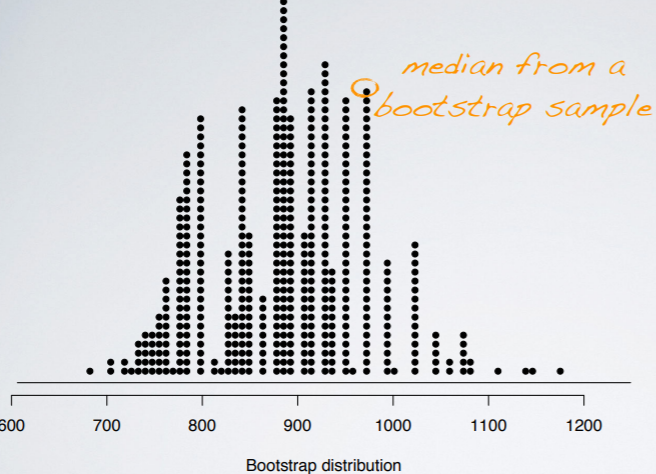 median from a
bootstrap sample
600 700 800 900 1000 1100 1200
Bootstrap distribution